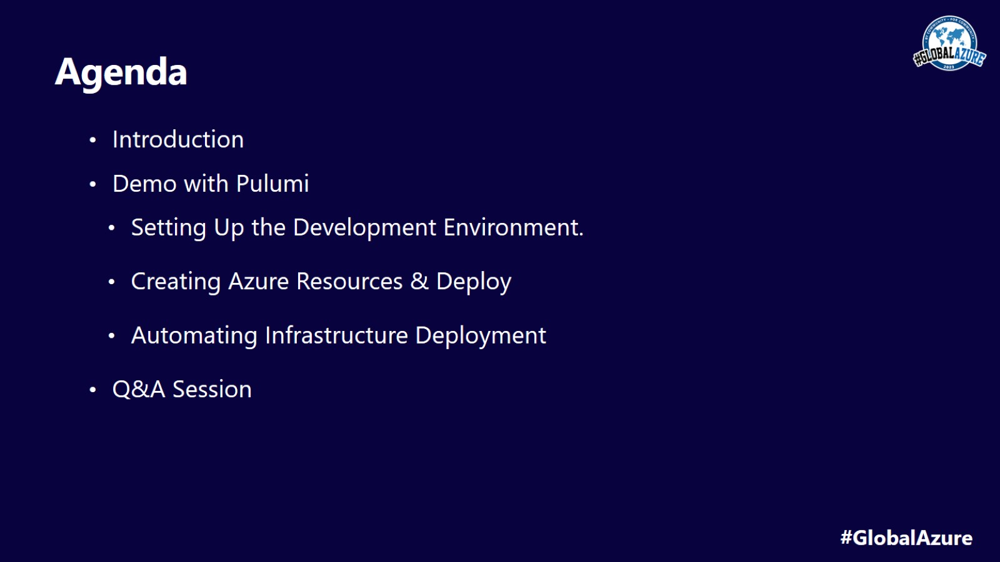 BY COMMUNITY • FOR COMMUNITY
#GLOBALAZURE
2023
Agenda
• Introduction
• Demo with Pulumi
• Setting Up the Development Environment.
• Creating Azure Resources & Deploy
• Automating Infrastructure Deployment
• Q&A Session
#GlobalAzure